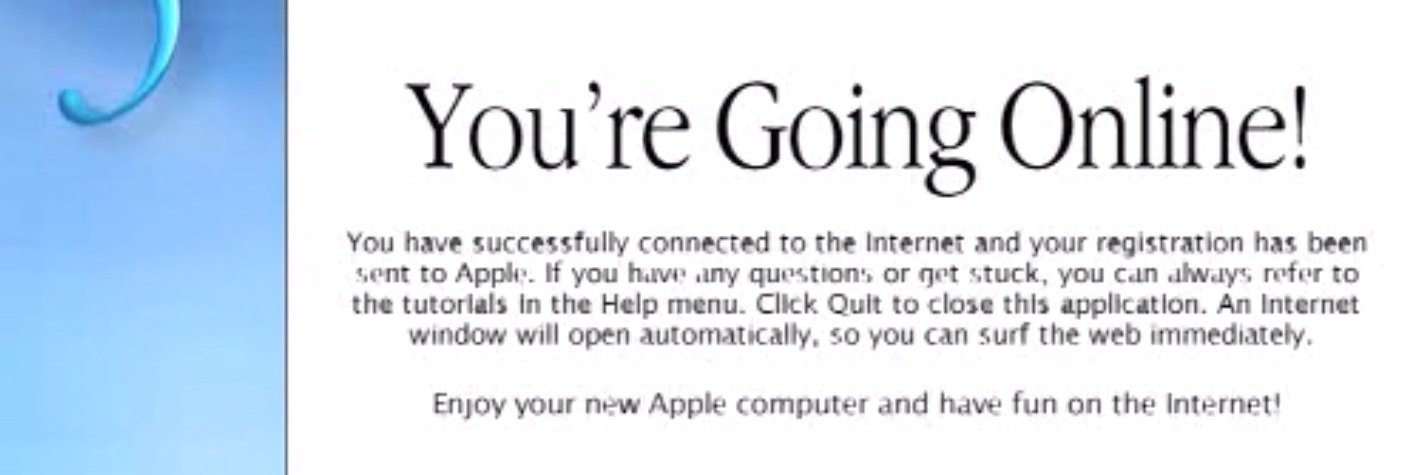 You're Going Online!
You have successfully connected to the Internet and your registration has been
sent to Apple. If you have any questions or get stuck, you can always refer to
the tutorials in the Help menu. Click Quit to close this application. An Internet
window will open automatically, so you can surf the web immediately.
Enjoy your new Apple computer and have fun on the Internet!